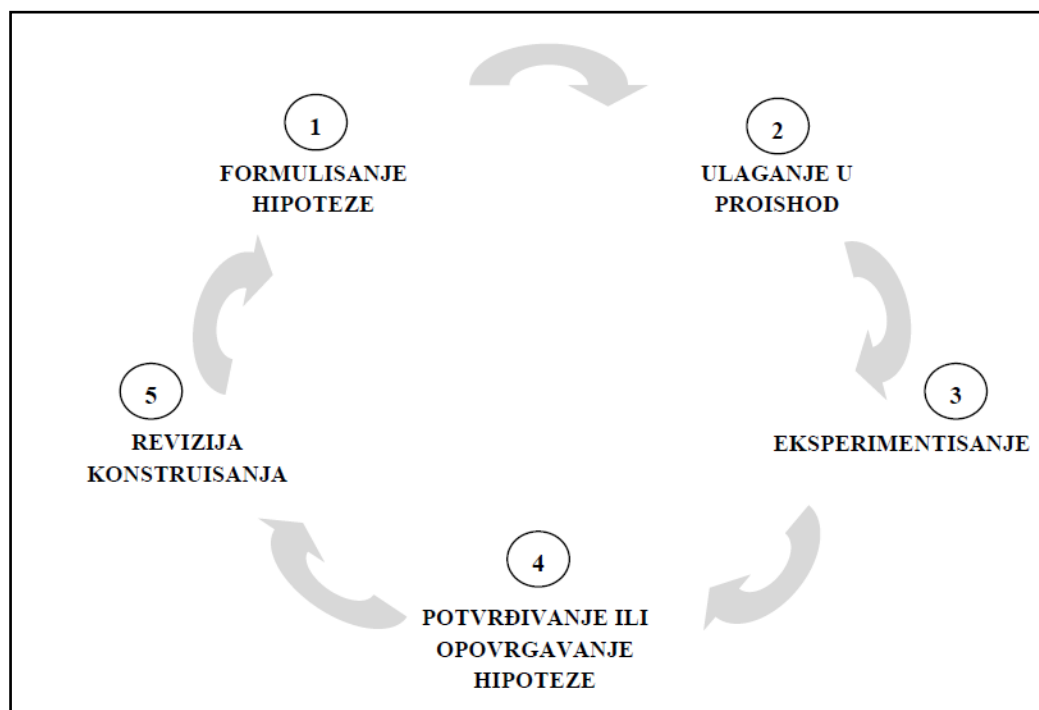 1
FORMULISANJE
HIPOTEZE
2
ULAGANJE U
PROISHOD
3
EKSPERIMENTISANJE
4
POTVRĐIVANJE ILI
OPOVRGAVANJE
HIPOTEZE
5
REVIZIJA
KONSTRUISANJA